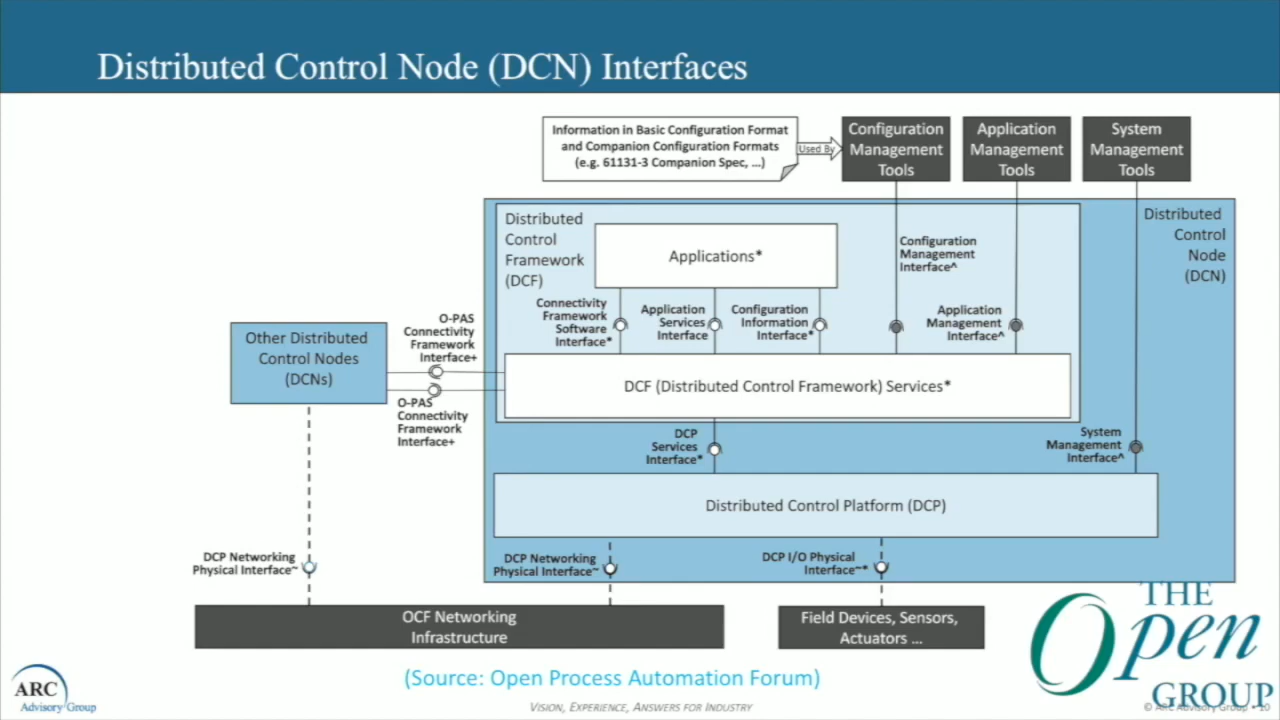 Distributed Control Node (DCN) Interfaces
Information in Basic Configuration Format
and Companion Configuration Formats
(e.g. 61131-3 Companion Spec, ...)
Used By
Configuration
Management
Tools
Application
Management
Tools
System
Management
Tools
Distributed
Control
Framework
(DCF)
Applications*
Configuration
Management
Interface^
Distributed
Control
Node
(DCN)
Connectivity
Framework
Software
Interface*
Application
Services
Interface
Configuration
Information
Interface*
Application
Management
Interface^
O-PAS
Connectivity
Framework
Interface+
Other Distributed
Control Nodes
(DCNs)
DCF (Distributed Control Framework) Services*
O-PAS
Connectivity
Framework
Interface+
DCP
Services
Interface*
System
Management
Interface^
Distributed Control Platform (DCP)
DCP Networking
Physical Interface~
DCP Networking
Physical Interface~
DCP I/O Physical
Interface~*
OCF Networking
Infrastructure
Field Devices, Sensors,
Actuators ...
THE
Open
GROUP
(Source: Open Process Automation Forum)
ARC
Advisory Group
VISION, EXPERIENCE, ANSWERS FOR INDUSTRY
© ARC Advisory Group • 10